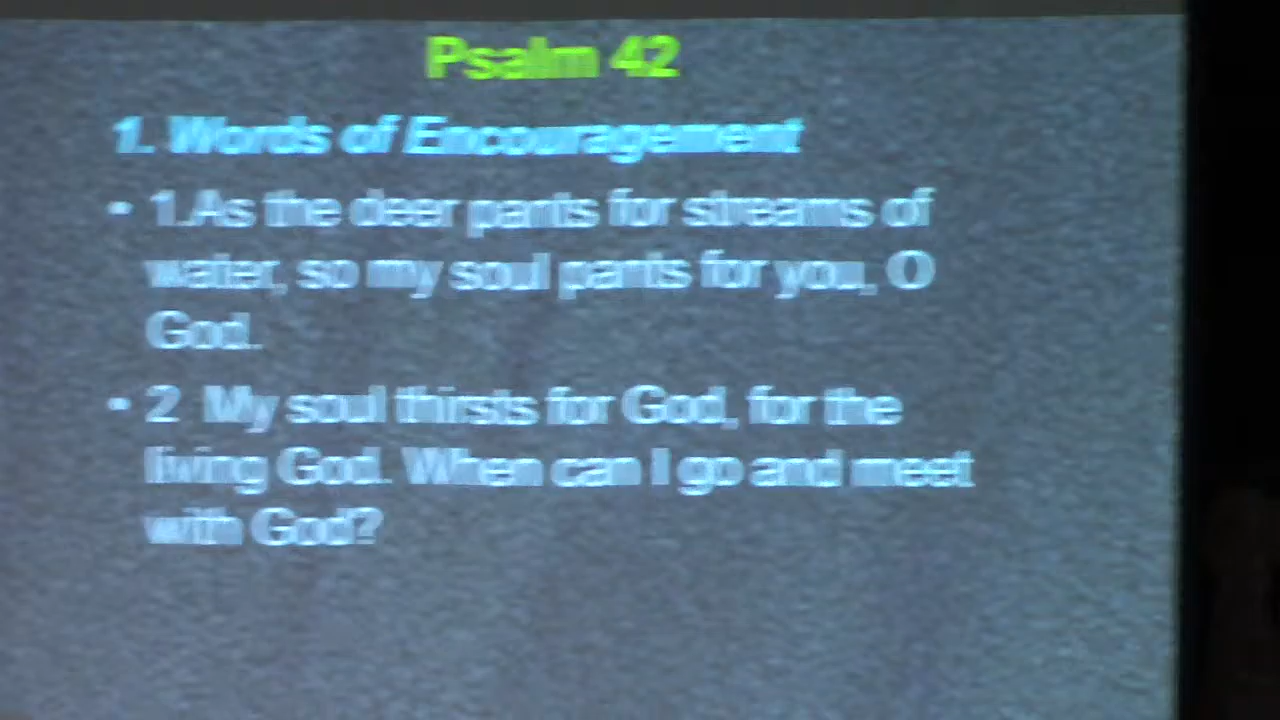 Psalm 42
1. Words of Encouragement
• 1.As the deer pants for streams of
water, so my soul pants for you, O
God.
• 2 My soul thirsts for God, for the
living God. When can I go and meet
with God?